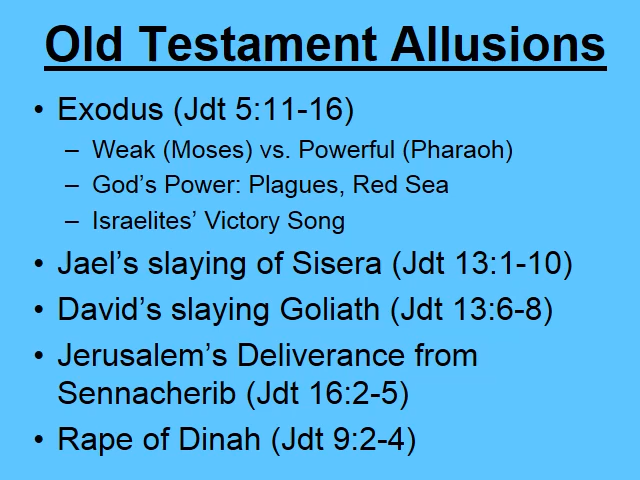 Old Testament Allusions
• Exodus (Jdt 5:11-16)
– Weak (Moses) vs. Powerful (Pharaoh)
– God’s Power: Plagues, Red Sea
– Israelites’ Victory Song
• Jael’s slaying of Sisera (Jdt 13:1-10)
• David’s slaying Goliath (Jdt 13:6-8)
• Jerusalem’s Deliverance from
Sennacherib (Jdt 16:2-5)
• Rape of Dinah (Jdt 9:2-4)